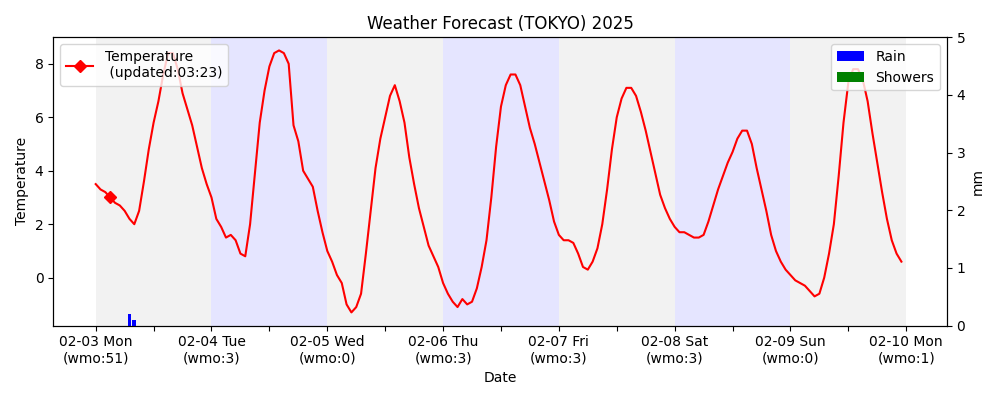 Weather Forecast (TOKYO) 2025
Temperature
(updated:03:23)
Rain
Showers
Temperature
8
6
4
2
0
5
4
3
2
1
0
mm
02-03 Mon
(wmo:51)
02-04 Tue
(wmo:3)
02-05 Wed
(wmo:0)
02-06 Thu
(wmo:3)
02-07 Fri
(wmo:3)
02-08 Sat
(wmo:3)
02-09 Sun
(wmo:0)
02-10 Mon
(wmo:1)
Date